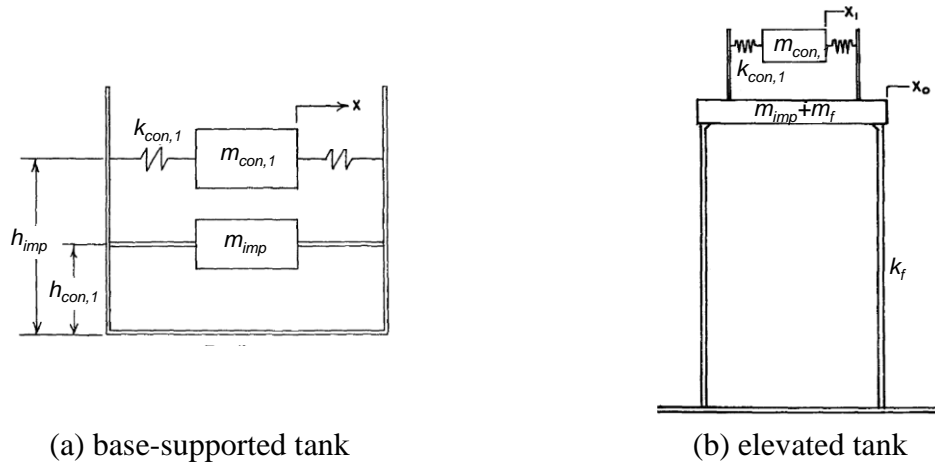 x
k_con,1
m_con,1
h_imp
m_imp
h_con,1
(a) base-supported tank
x_1
m_con,1
k_con,1
x_o
m_imp+m_f
k_f
(b) elevated tank